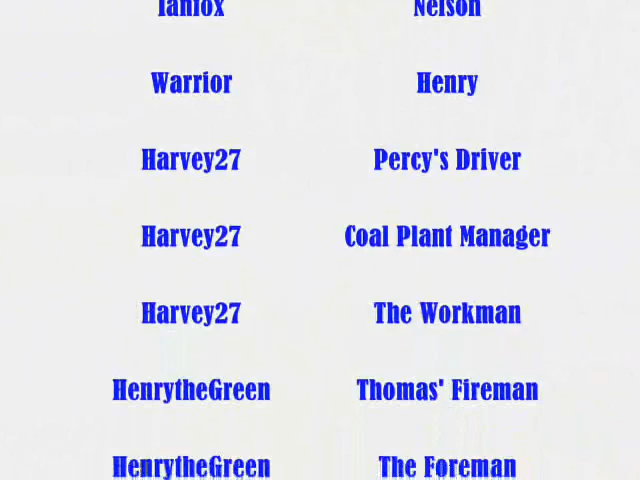 Ianfox Nelson
Warrior Henry
Harvey27 Percy's Driver
Harvey27 Coal Plant Manager
Harvey27 The Workman
HenrytheGreen Thomas' Fireman
HenrytheGreen The Foreman